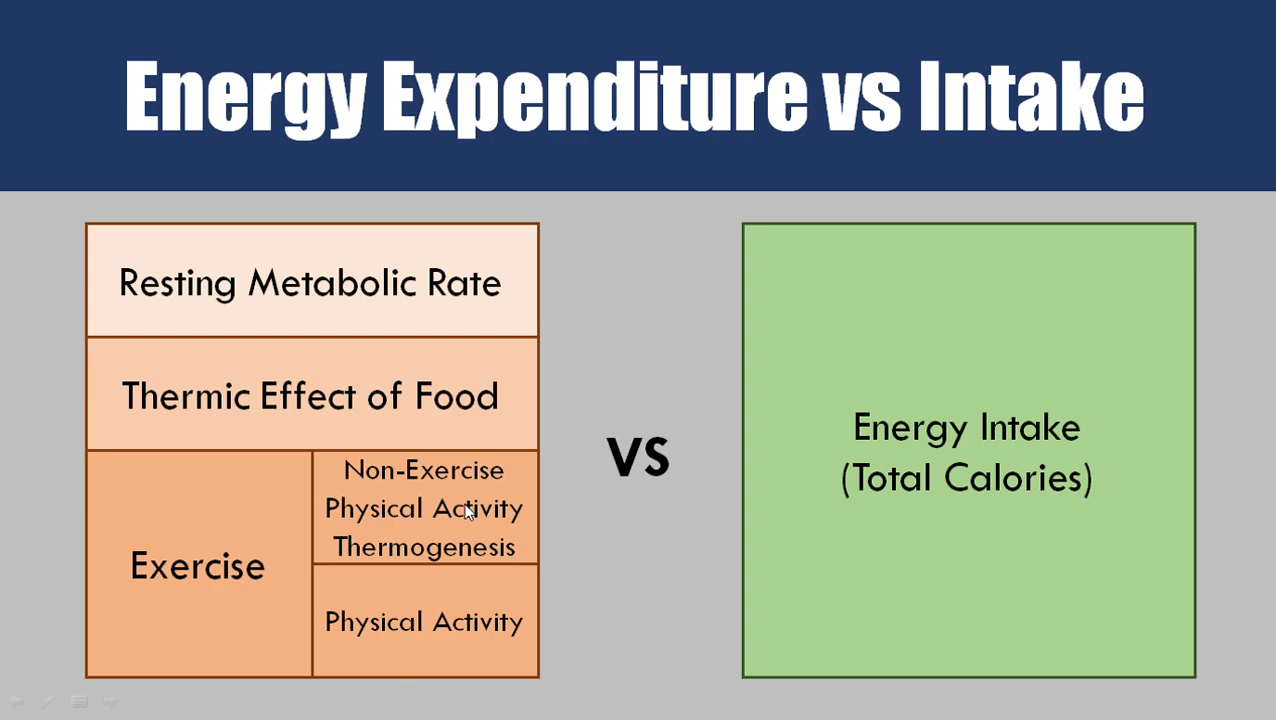 Energy Expenditure vs Intake
Resting Metabolic Rate
Thermic Effect of Food
Exercise
Non-Exercise
Physical Activity
Thermogenesis
Physical Activity
vs
Energy Intake
(Total Calories)